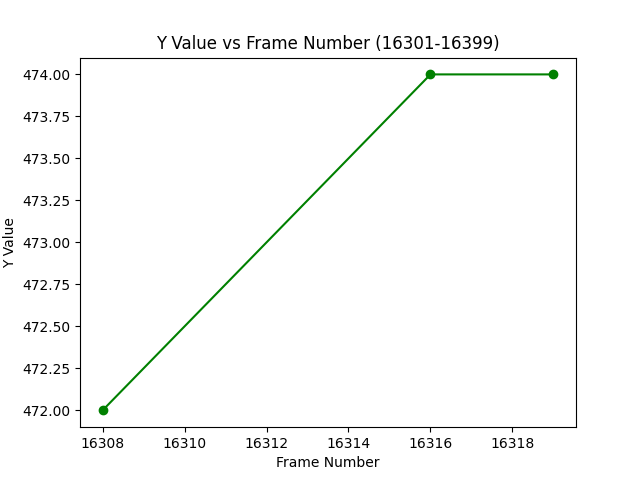 Y Value vs Frame Number (16301-16399)
474.00
473.75
473.50
473.25
473.00
472.75
472.50
472.25
472.00
Y Value
16308 16310 16312 16314 16316 16318
Frame Number